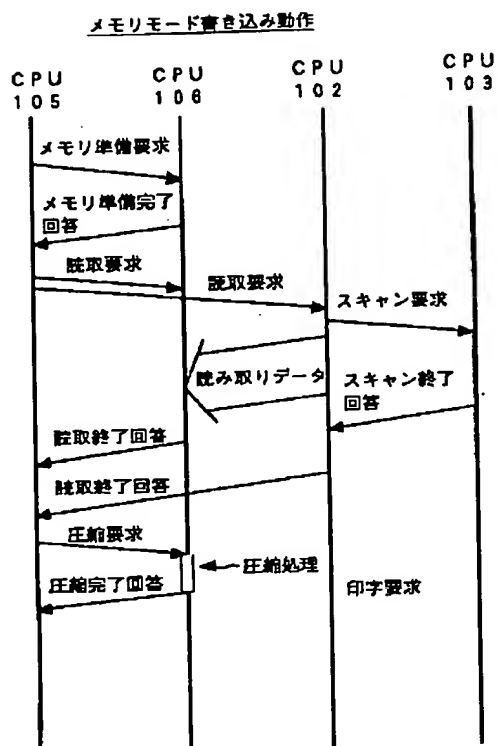 メモリモード書き込み動作
CPU 105
CPU 106
CPU 102
CPU 103
メモリ準備要求
メモリ準備完了
回答
読取要求
読取要求
スキャン要求
読み取りデータ
スキャン終了
回答
読取終了回答
読取終了回答
圧縮要求
圧縮処理
圧縮完了回答
印字要求